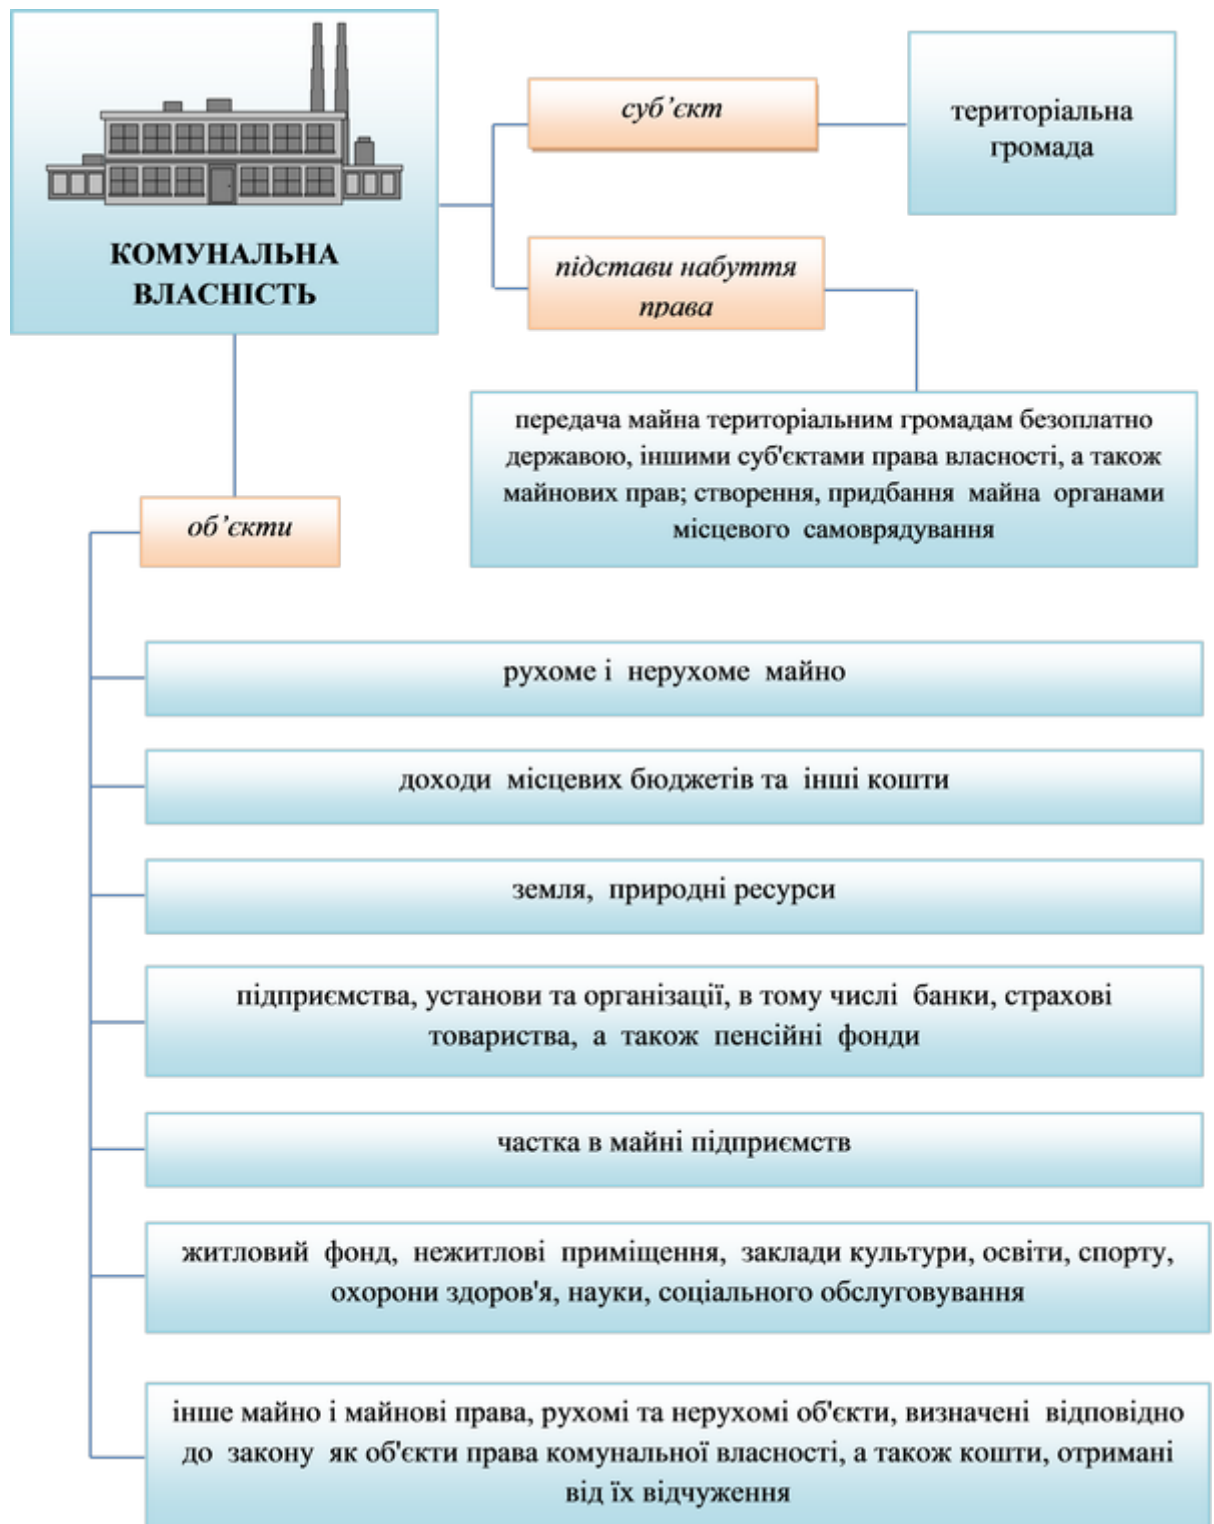 КОМУНАЛЬНА
ВЛАСНІСТЬ
суб’єкт
територіальна
громада
підстави набуття
права
передача майна територіальним громадам безоплатно
державою, іншими суб'єктами права власності, а також
майнових прав; створення, придбання майна органами
місцевого самоврядування
об’єкти
рухоме і нерухоме майно
доходи місцевих бюджетів та інші кошти
земля, природні ресурси
підприємства, установи та організації, в тому числі банки, страхові
товариства, а також пенсійні фонди
частка в майні підприємств
житловий фонд, нежитлові приміщення, заклади культури, освіти, спорту,
охорони здоров'я, науки, соціального обслуговування
інше майно і майнові права, рухомі та нерухомі об'єкти, визначені відповідно
до закону як об'єкти права комунальної власності, а також кошти, отримані
від їх відчуження